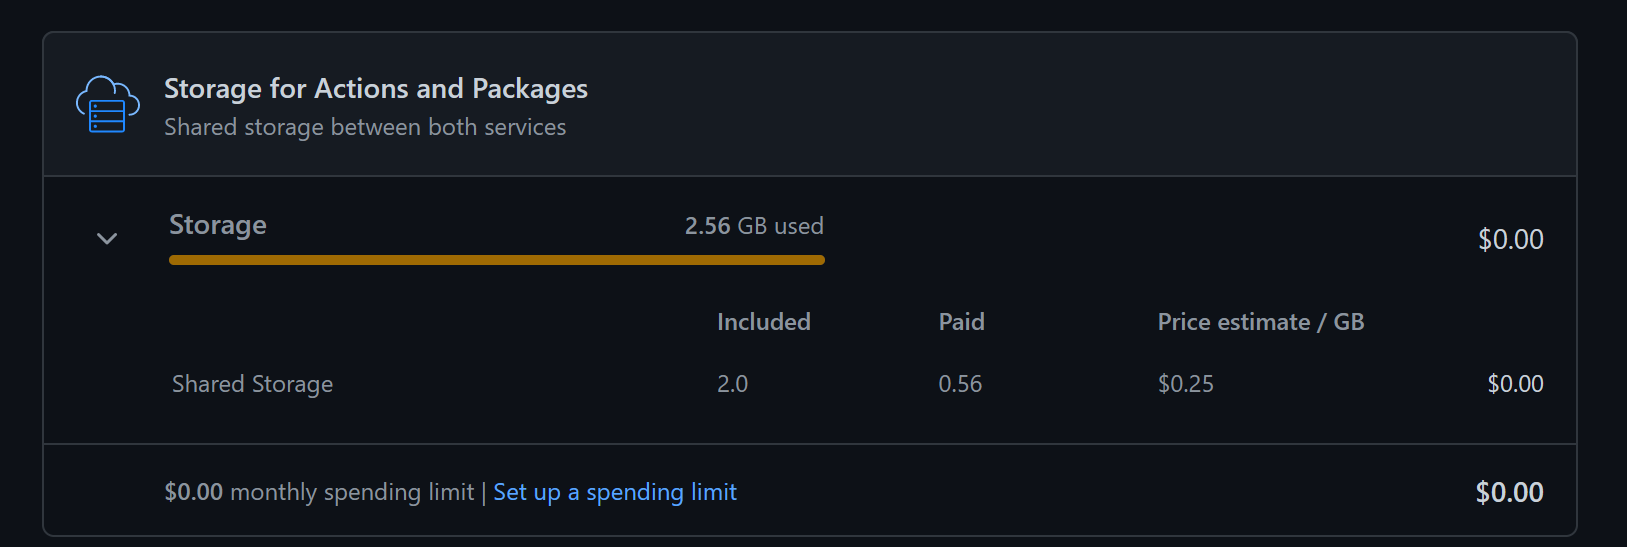 Storage for Actions and Packages
Shared storage between both services
Storage 2.56 GB used $0.00
Included Paid Price estimate / GB
Shared Storage 2.0 0.56 $0.25 $0.00
$0.00 monthly spending limit | Set up a spending limit $0.00